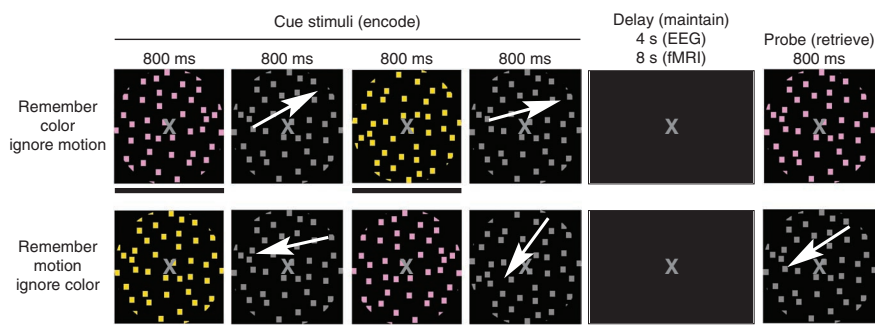 Cue stimuli (encode)
Delay (maintain)
4 s (EEG)
8 s (fMRI)
Probe (retrieve)
800 ms
800 ms
800 ms
800 ms
800 ms
Remember
color
ignore motion
X
X
X
X
X
X
Remember
motion
ignore color
X
X
X
X
X
X